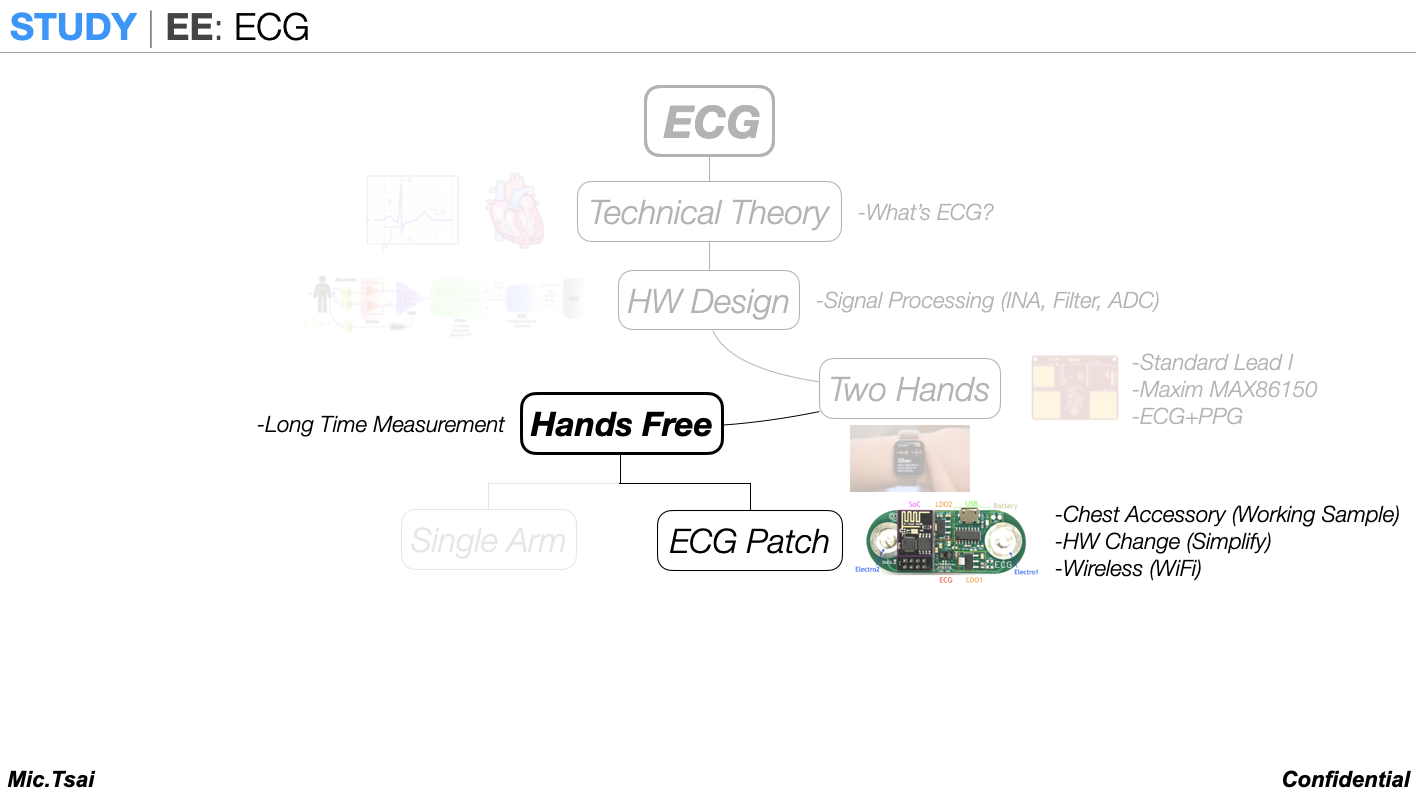 STUDY | EE: ECG
ECG
Technical Theory
-What's ECG?
HW Design
-Signal Processing (INA, Filter, ADC)
Two Hands
-Standard Lead I
-Maxim MAX86150
-ECG+PPG
-Long Time Measurement
Hands Free
Single Arm
ECG Patch
SoC
LDO2
USB
Battery
Electro2
ECG
ECG
LDO1
Electro1
-Chest Accessory (Working Sample)
-HW Change (Simplify)
-Wireless (WiFi)
Mic.Tsai
Confidential